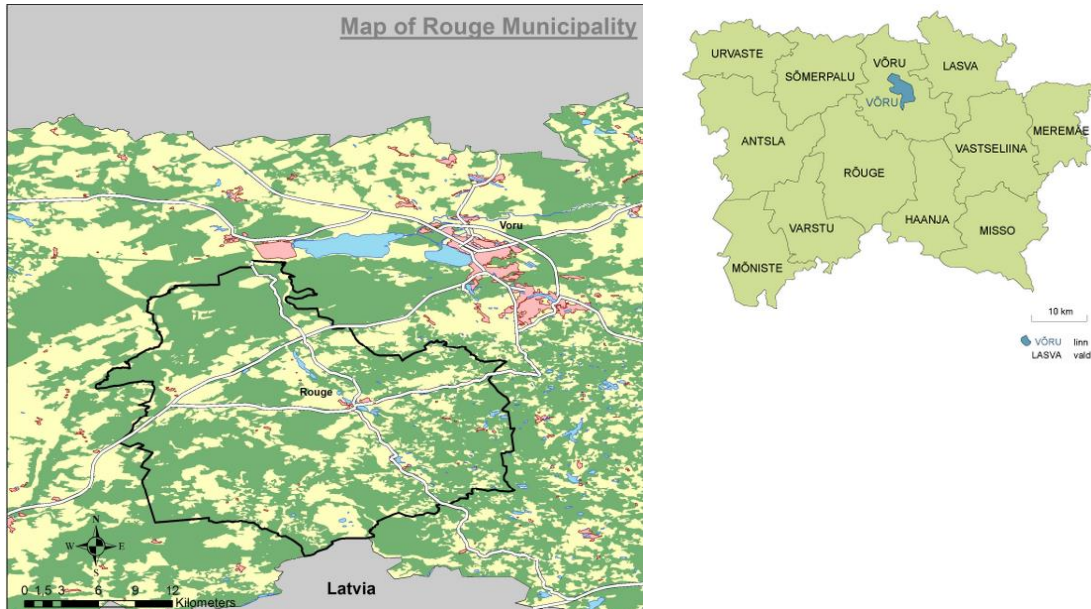 Map of Rouge Municipality
Voru
Rouge
N
W E
S
0 1.5 3 6 9 12
Kilometers
Latvia
URVASTE
SÕMERPALU
VÕRU
LASVA
VÕRU
ANTSLA
MEREMÄE
VASTSELIINA
RÕUGE
HAANJA
VARSTU
MISSO
MÕNISTE
10 km
VÕRU linn
LASVA vald